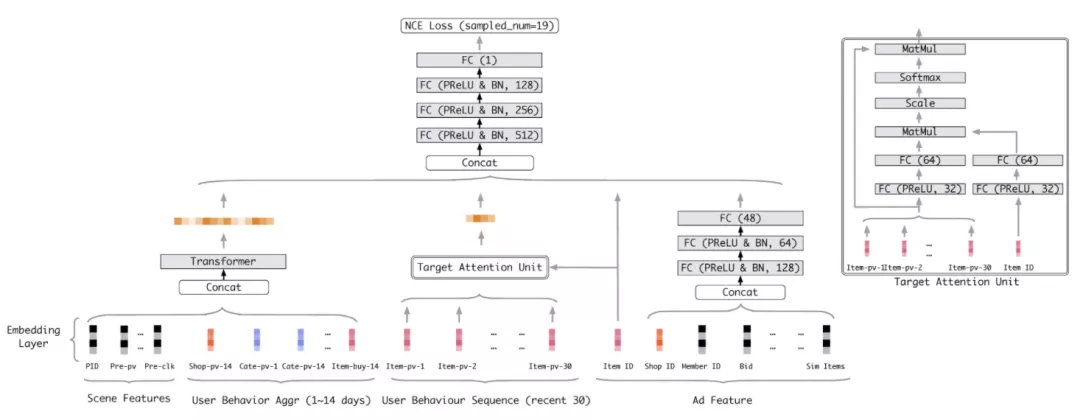 NCE Loss (sampled_num=19)
FC (1)
FC (PReLU & BN, 128)
FC (PReLU & BN, 256)
FC (PReLU & BN, 512)
Concat
Transformer
Concat
Target Attention Unit
FC (48)
FC (PReLU & BN, 64)
FC (PReLU & BN, 128)
Concat
Embedding
Layer
... ... ... ... ... ... ...
... ... ... ... ... ... ...
PID Pre-pv Pre-clk Shop-pv-14 Cate-pv-1 Cate-pv-14 Item-buy-14 Item-pv-1 Item-pv-2 Item-pv-30 Item ID Shop ID Member ID Bid Sim Items
Scene Features User Behavior Aggr (1~14 days) User Behaviour Sequence (recent 30) Ad Feature
MatMul
Softmax
Scale
MatMul
FC (64) FC (64)
FC (PReLU, 32) FC (PReLU, 32)
...
...
Item-pv-1 Item-pv-2 Item-pv-30 Item ID
Target Attention Unit